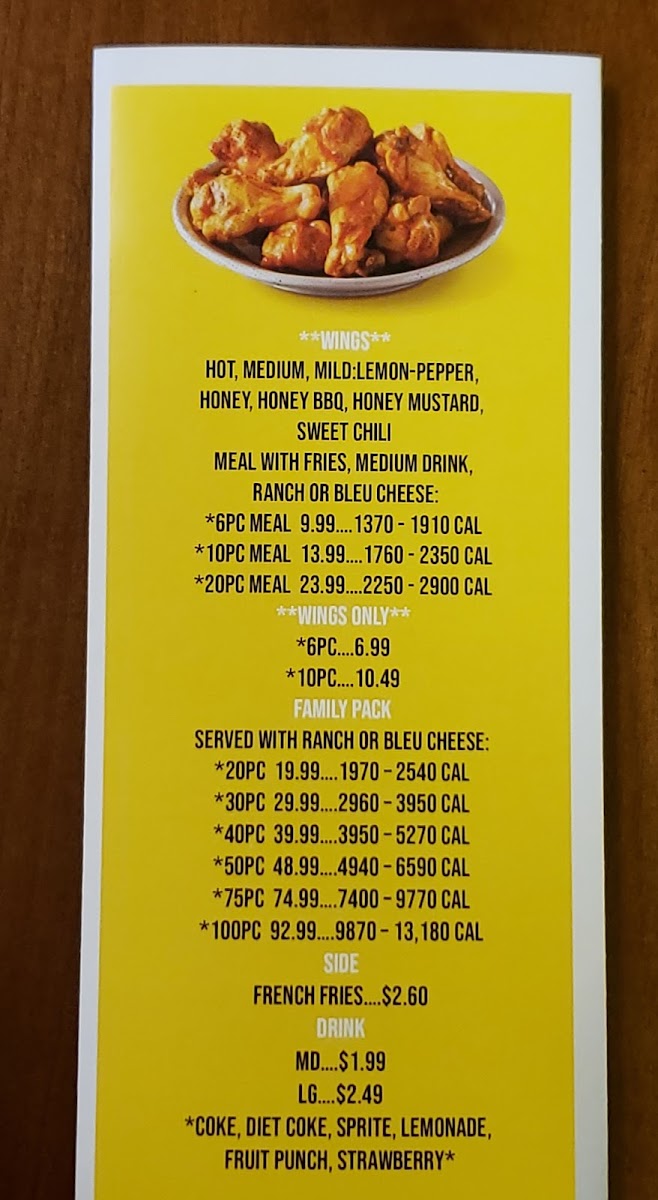 **WINGS**
HOT, MEDIUM, MILD:LEMON-PEPPER,
HONEY, HONEY BBQ, HONEY MUSTARD,
SWEET CHILI
MEAL WITH FRIES, MEDIUM DRINK,
RANCH OR BLEU CHEESE:
*6PC MEAL 9.99....1370 - 1910 CAL
*10PC MEAL 13.99....1760 - 2350 CAL
*20PC MEAL 23.99....2250 - 2900 CAL
**WINGS ONLY**
*6PC....6.99
*10PC....10.49
FAMILY PACK
SERVED WITH RANCH OR BLEU CHEESE:
*20PC 19.99....1970 – 2540 CAL
*30PC 29.99....2960 – 3950 CAL
*40PC 39.99....3950 – 5270 CAL
*50PC 48.99....4940 – 6590 CAL
*75PC 74.99....7400 – 9770 CAL
*100PC 92.99....9870 – 13,180 CAL
SIDE
FRENCH FRIES....$2.60
DRINK
MD....$1.99
LG....$2.49
*COKE, DIET COKE, SPRITE, LEMONADE,
FRUIT PUNCH, STRAWBERRY*